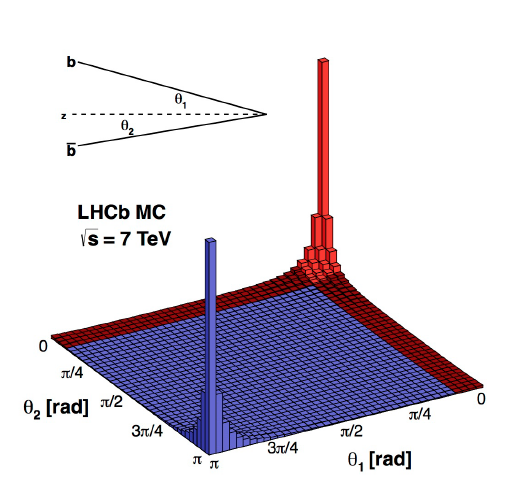 b
θ1
z
θ2
b̅
LHCb MC
√s = 7 TeV
0
π/4
π/2
3π/4
π
θ2 [rad]
π
3π/4
π/2
π/4
0
θ1 [rad]